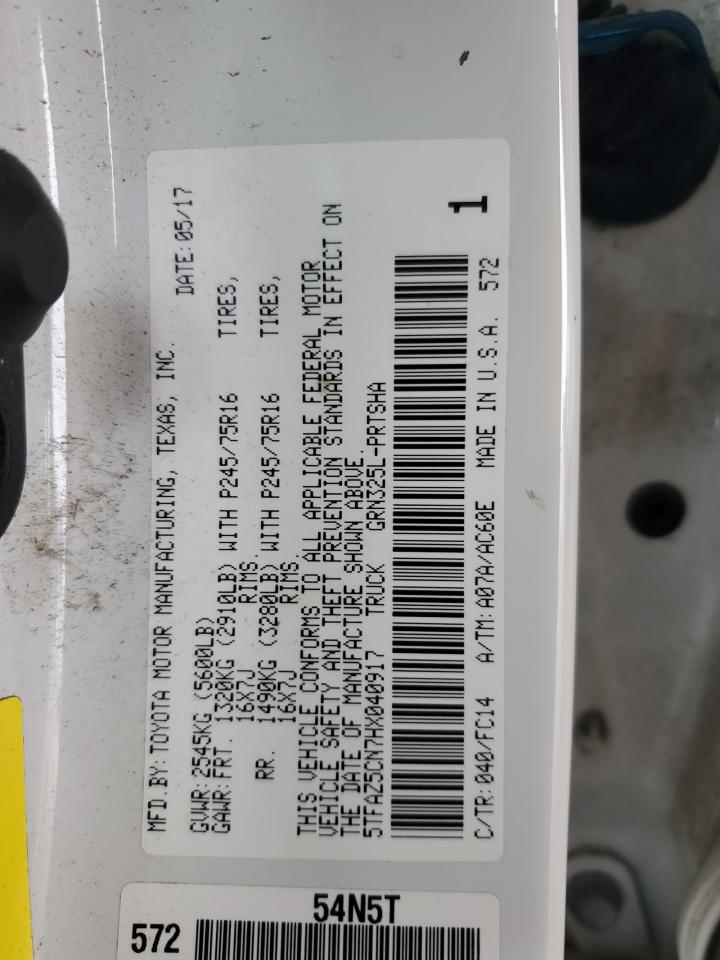 MFD.BY:TOYOTA MOTOR MANUFACTURING, TEXAS, INC. DATE:05/17
GVWR:2545KG (5600LB)
GAWR:FRT. 1320KG (2910LB) WITH P245/75R16 TIRES,
16X7J RIMS.
RR. 1490KG (3280LB) WITH P245/75R16 TIRES,
16X7J RIMS.
THIS VEHICLE CONFORMS TO ALL APPLICABLE FEDERAL MOTOR
VEHICLE SAFETY AND THEFT PREVENTION STANDARDS IN EFFECT ON
THE DATE OF MANUFACTURE SHOWN ABOVE.
5TFAZ5CN7HX040917 TRUCK GRN325L-PRTSHA
1
C/TR:040/FC14 A/TM:A07A/AC60E MADE IN U.S.A. 572
54N5T
572